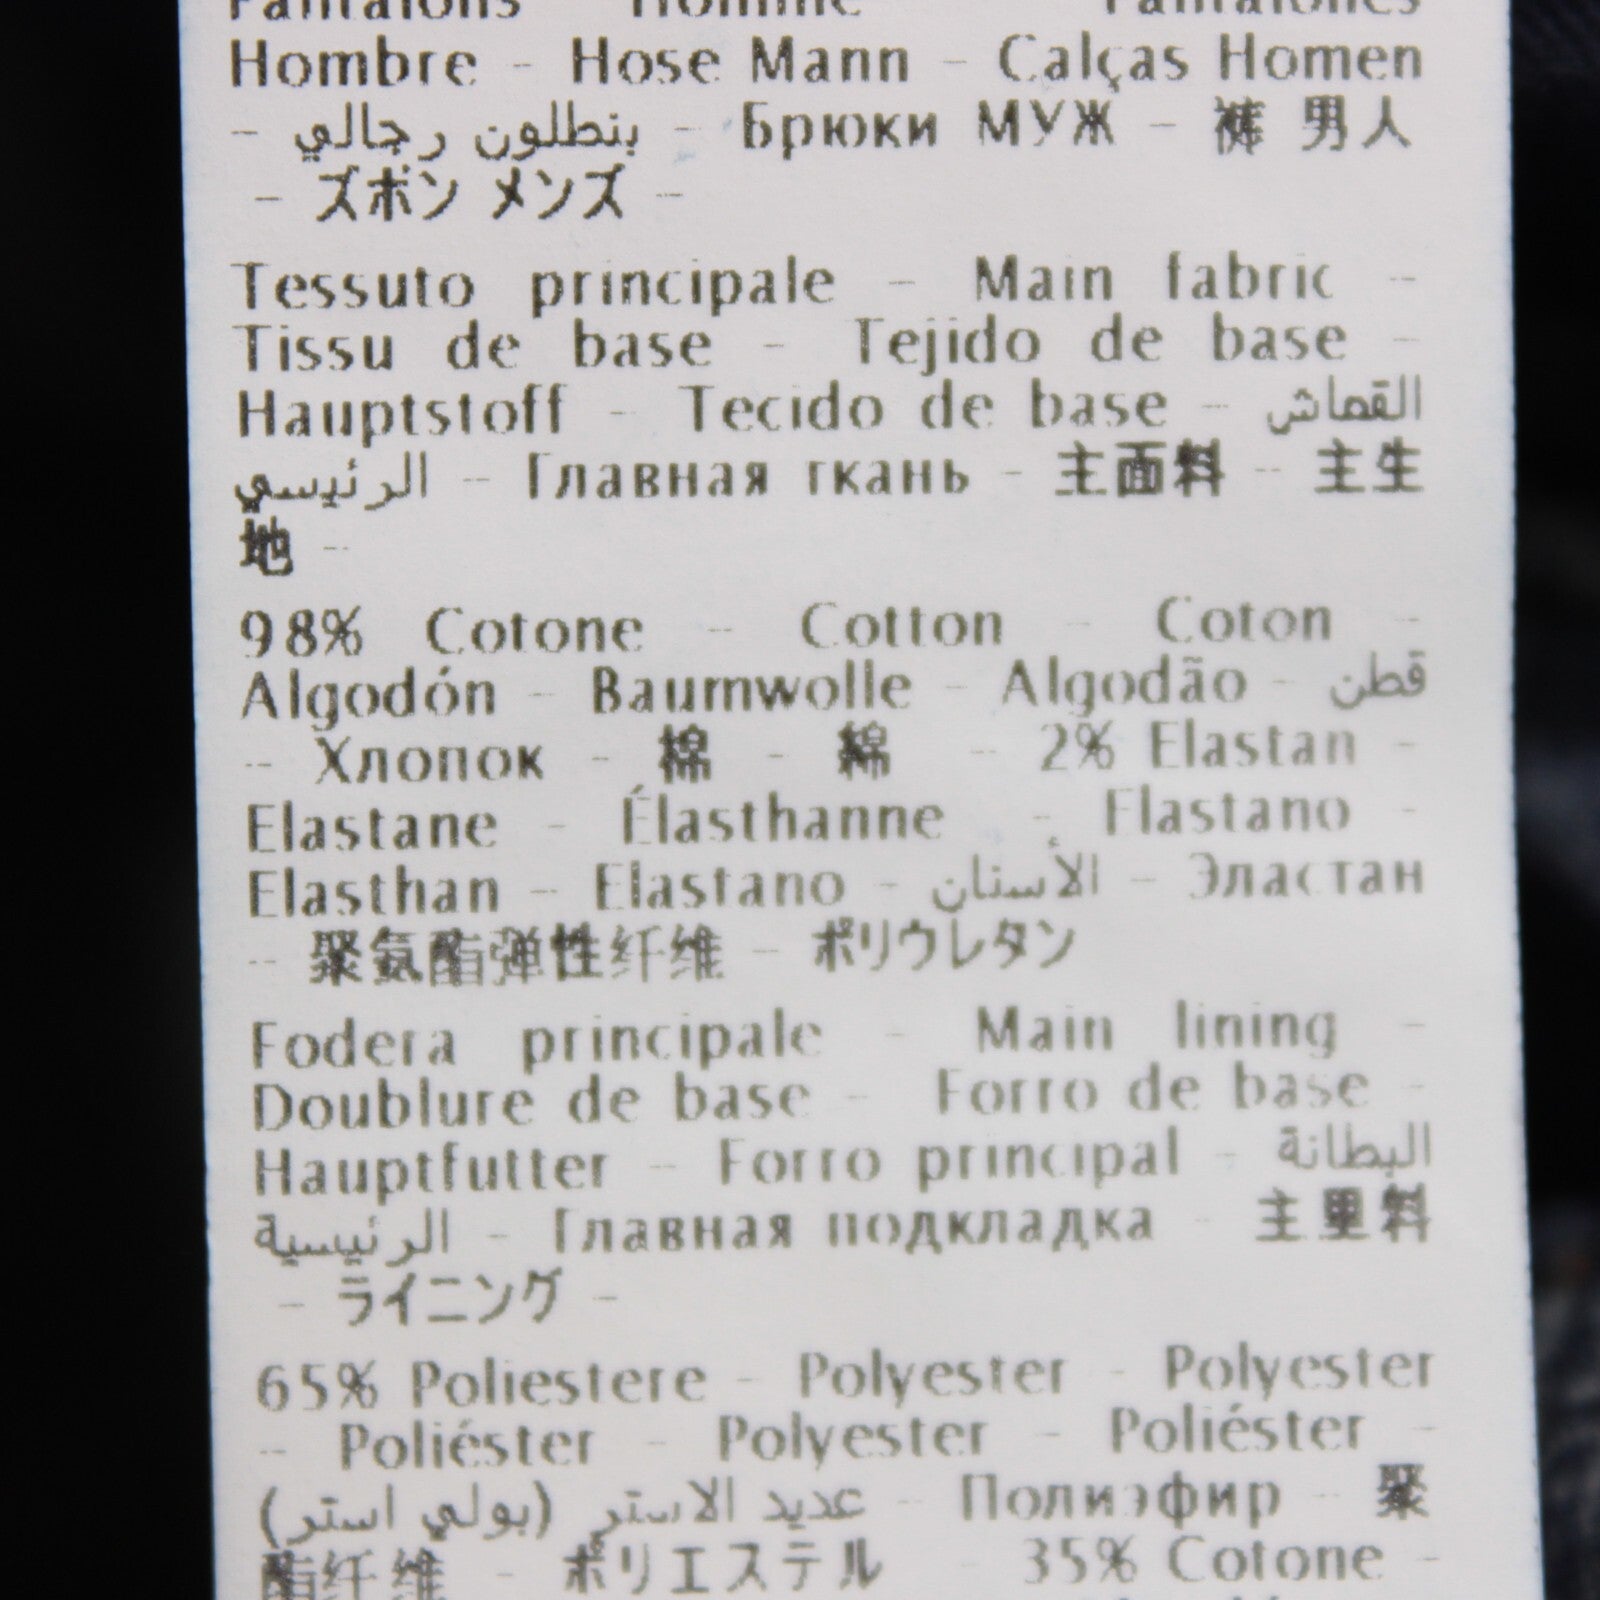 Pantalons Homme Pantalones
Hombre - Hose Mann - Calças Homen
- بنطلون رجالي - Брюки МУЖ - 裤 男人
- ズボン メンズ -
Tessuto principale - Main fabric -
Tissu de base - Tejido de base -
Hauptstoff - Tecido de base - القماش
الرئيسي - Главная ткань - 主面料 - 主生
地 -
98% Cotone - Cotton - Coton -
Algodón - Baumwolle - Algodão - قطن
- Хлопок - 棉 - 綿 - 2% Elastan -
Elastane - Élasthanne - Elastano -
Elasthan - Elastano - الأستان - Эластан
- 聚氨酯弹性纤维 - ポリウレタン
Fodera principale - Main lining -
Doublure de base - Forro de base -
Hauptfutter - Forro principal - البطانة
الرئيسية - Главная подкладка - 主里料
- ライニング -
65% Poliestere - Polyester - Polyester
- Poliéster - Polyester - Poliéster -
عديد الاستر (بولي استر) - Полиэфир - 聚
酯纤维 - ポリエステル - 35% Cotone -